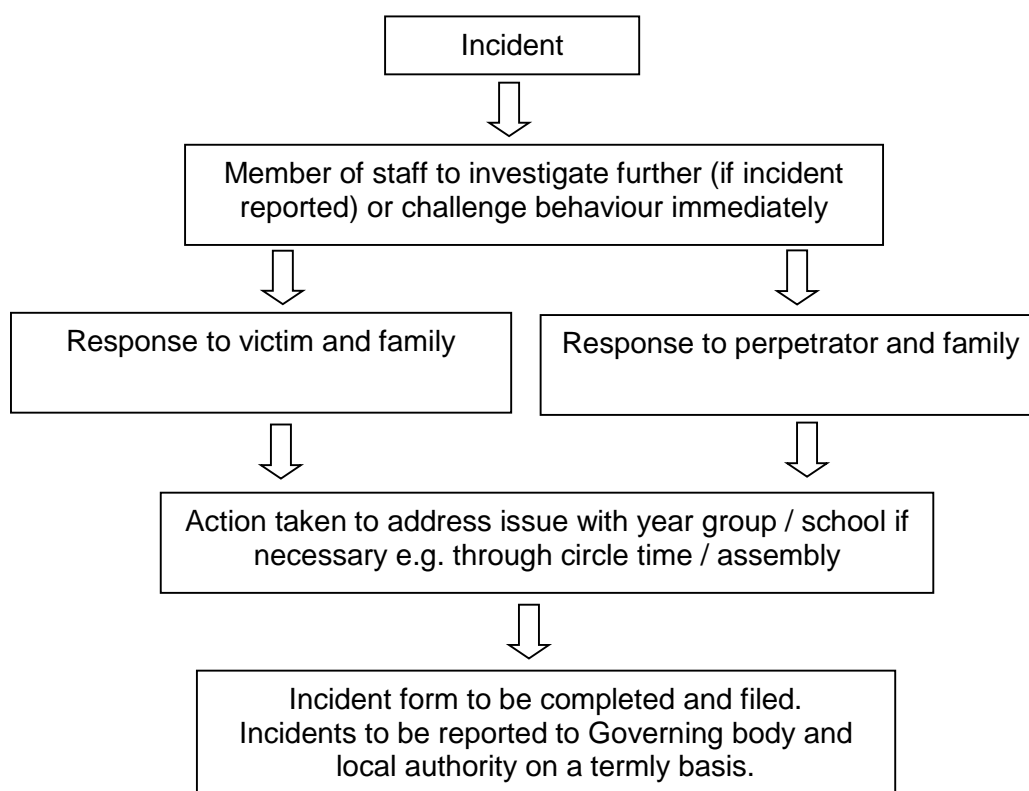 Incident
Member of staff to investigate further (if incident
reported) or challenge behaviour immediately
Response to victim and family
Response to perpetrator and family
Action taken to address issue with year group / school if
necessary e.g. through circle time / assembly
Incident form to be completed and filed.
Incidents to be reported to Governing body and
local authority on a termly basis.